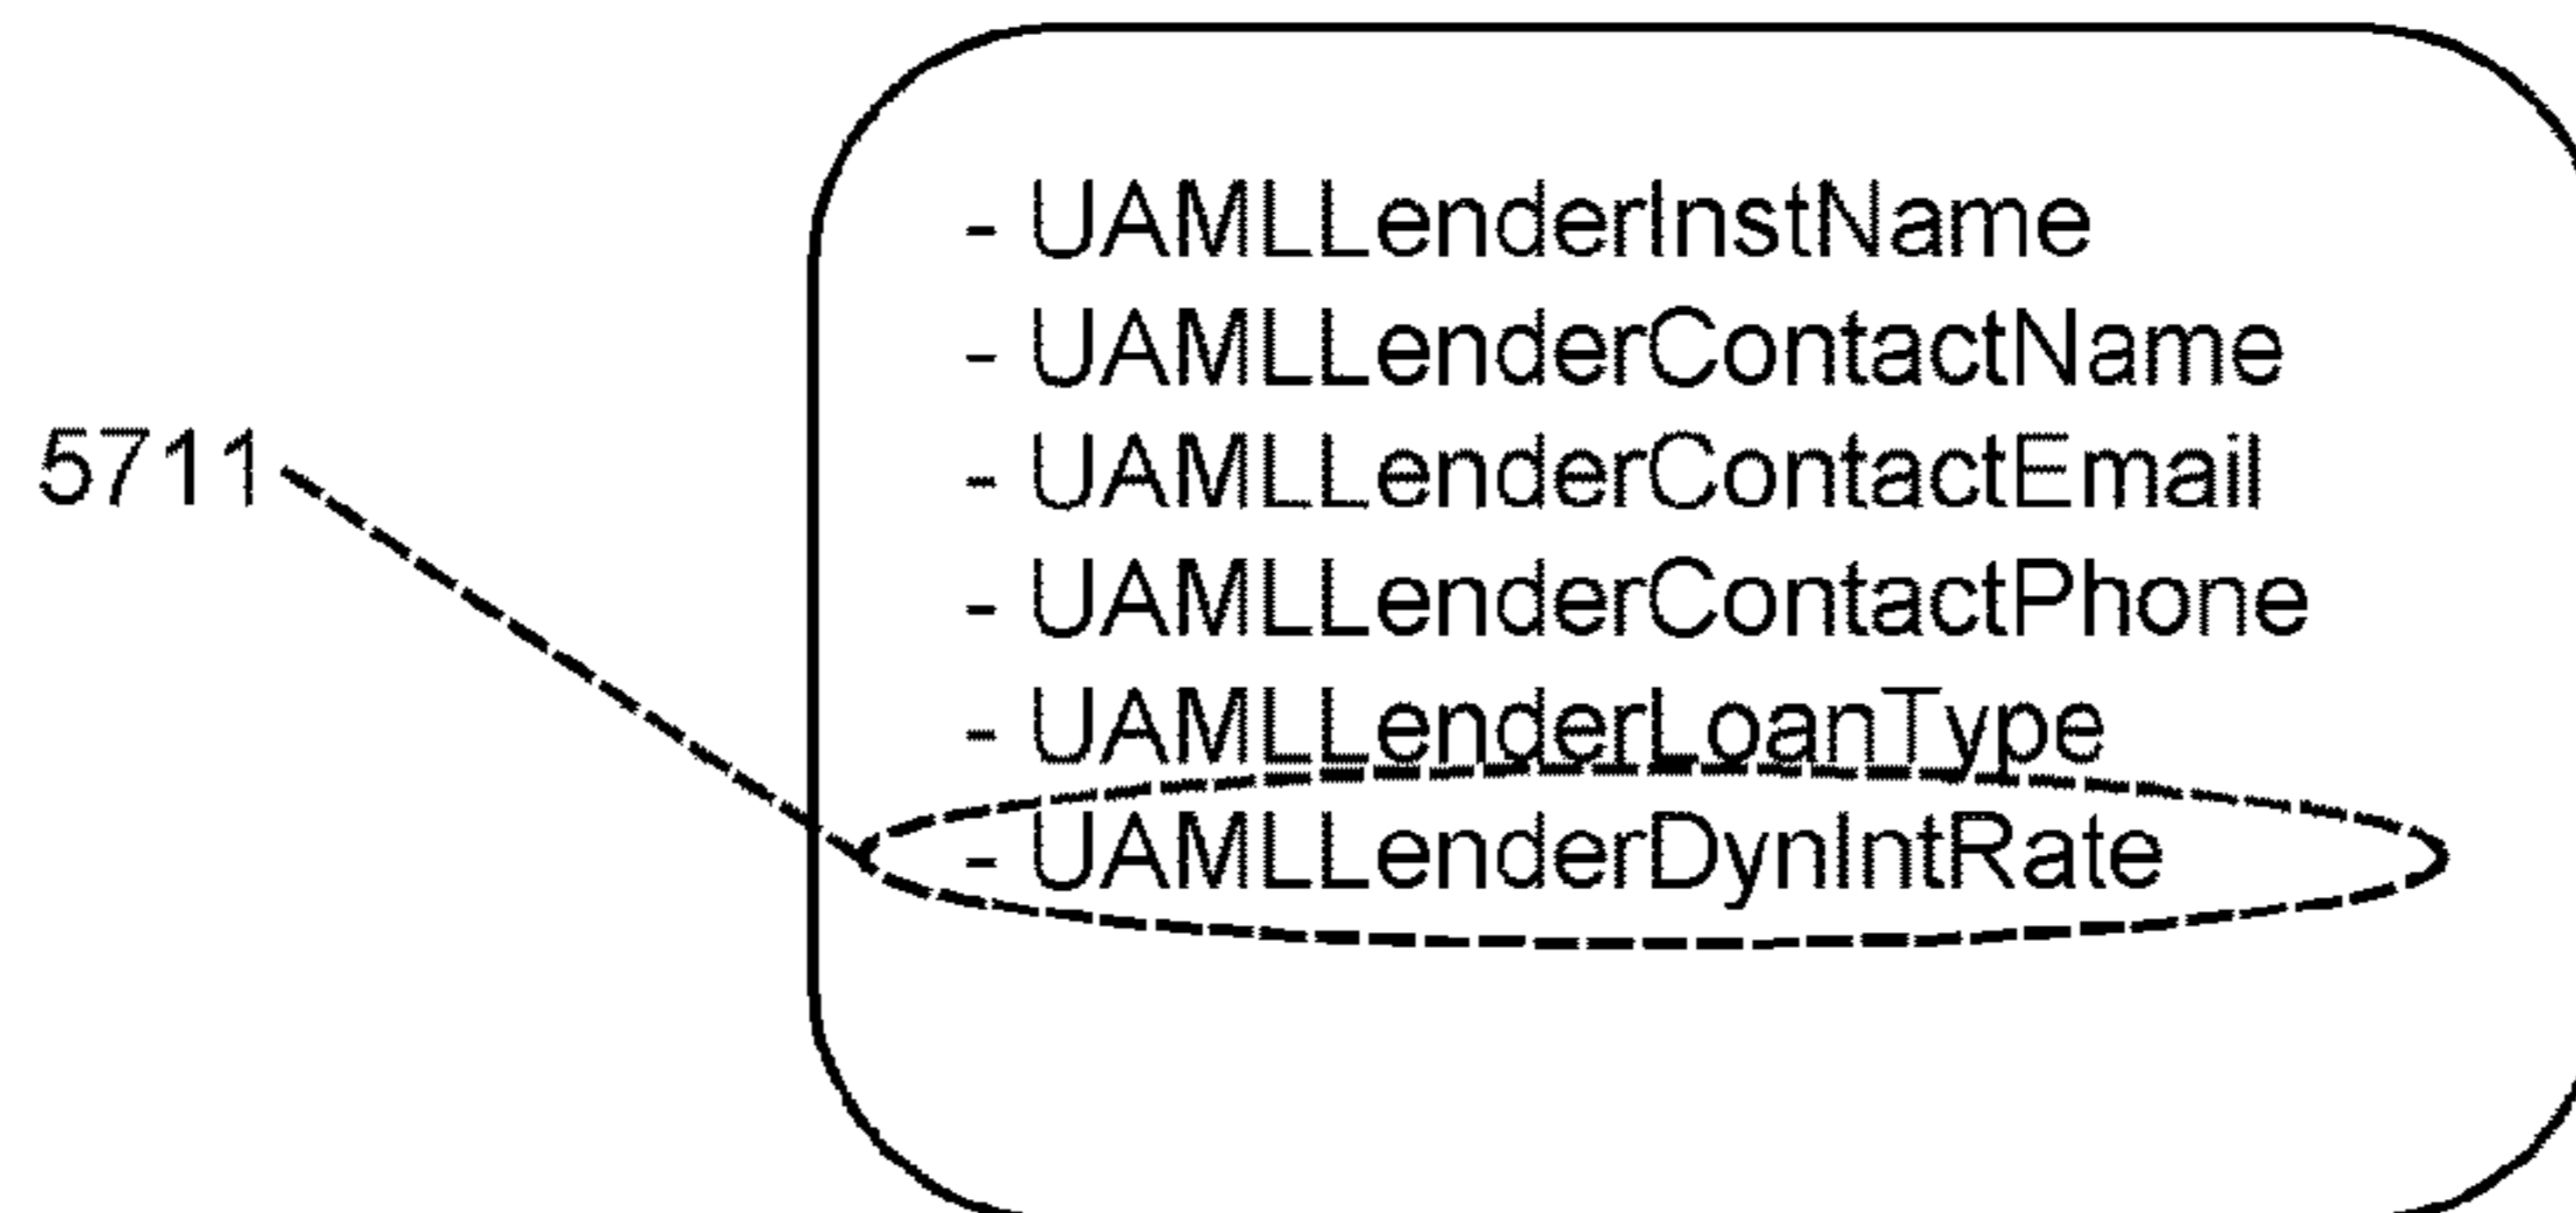 - UAMLLenderInstName
- UAMLLenderContactName
5711
- UAMLLenderContactEmail
- UAMLLenderContactPhone
- UAMLLenderLoanType
- UAMLLenderDynIntRate